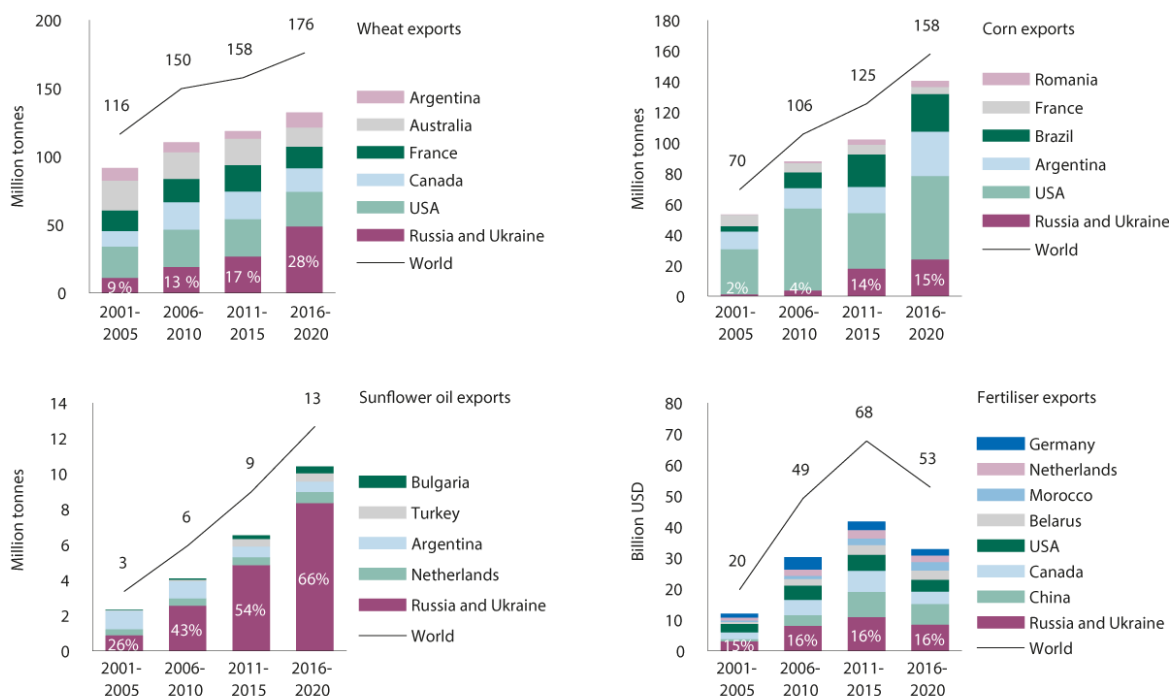 Wheat exports
Million tonnes
200
150
100
50
0
116
150
158
176
9%
13 %
17 %
28%
2001-
2005
2006-
2010
2011-
2015
2016-
2020
Argentina
Australia
France
Canada
USA
Russia and Ukraine
World
Corn exports
Million tonnes
180
160
140
120
100
80
60
40
20
0
70
106
125
158
2%
4%
14%
15%
2001-
2005
2006-
2010
2011-
2015
2016-
2020
Romania
France
Brazil
Argentina
USA
Russia and Ukraine
World
Sunflower oil exports
Million tonnes
14
12
10
8
6
4
2
0
3
6
9
13
26%
43%
54%
66%
2001-
2005
2006-
2010
2011-
2015
2016-
2020
Bulgaria
Turkey
Argentina
Netherlands
Russia and Ukraine
World
Fertiliser exports
Billion USD
80
70
60
50
40
30
20
10
0
20
49
68
53
15%
16%
16%
16%
2001-
2005
2006-
2010
2011-
2015
2016-
2020
Germany
Netherlands
Morocco
Belarus
USA
Canada
China
Russia and Ukraine
World